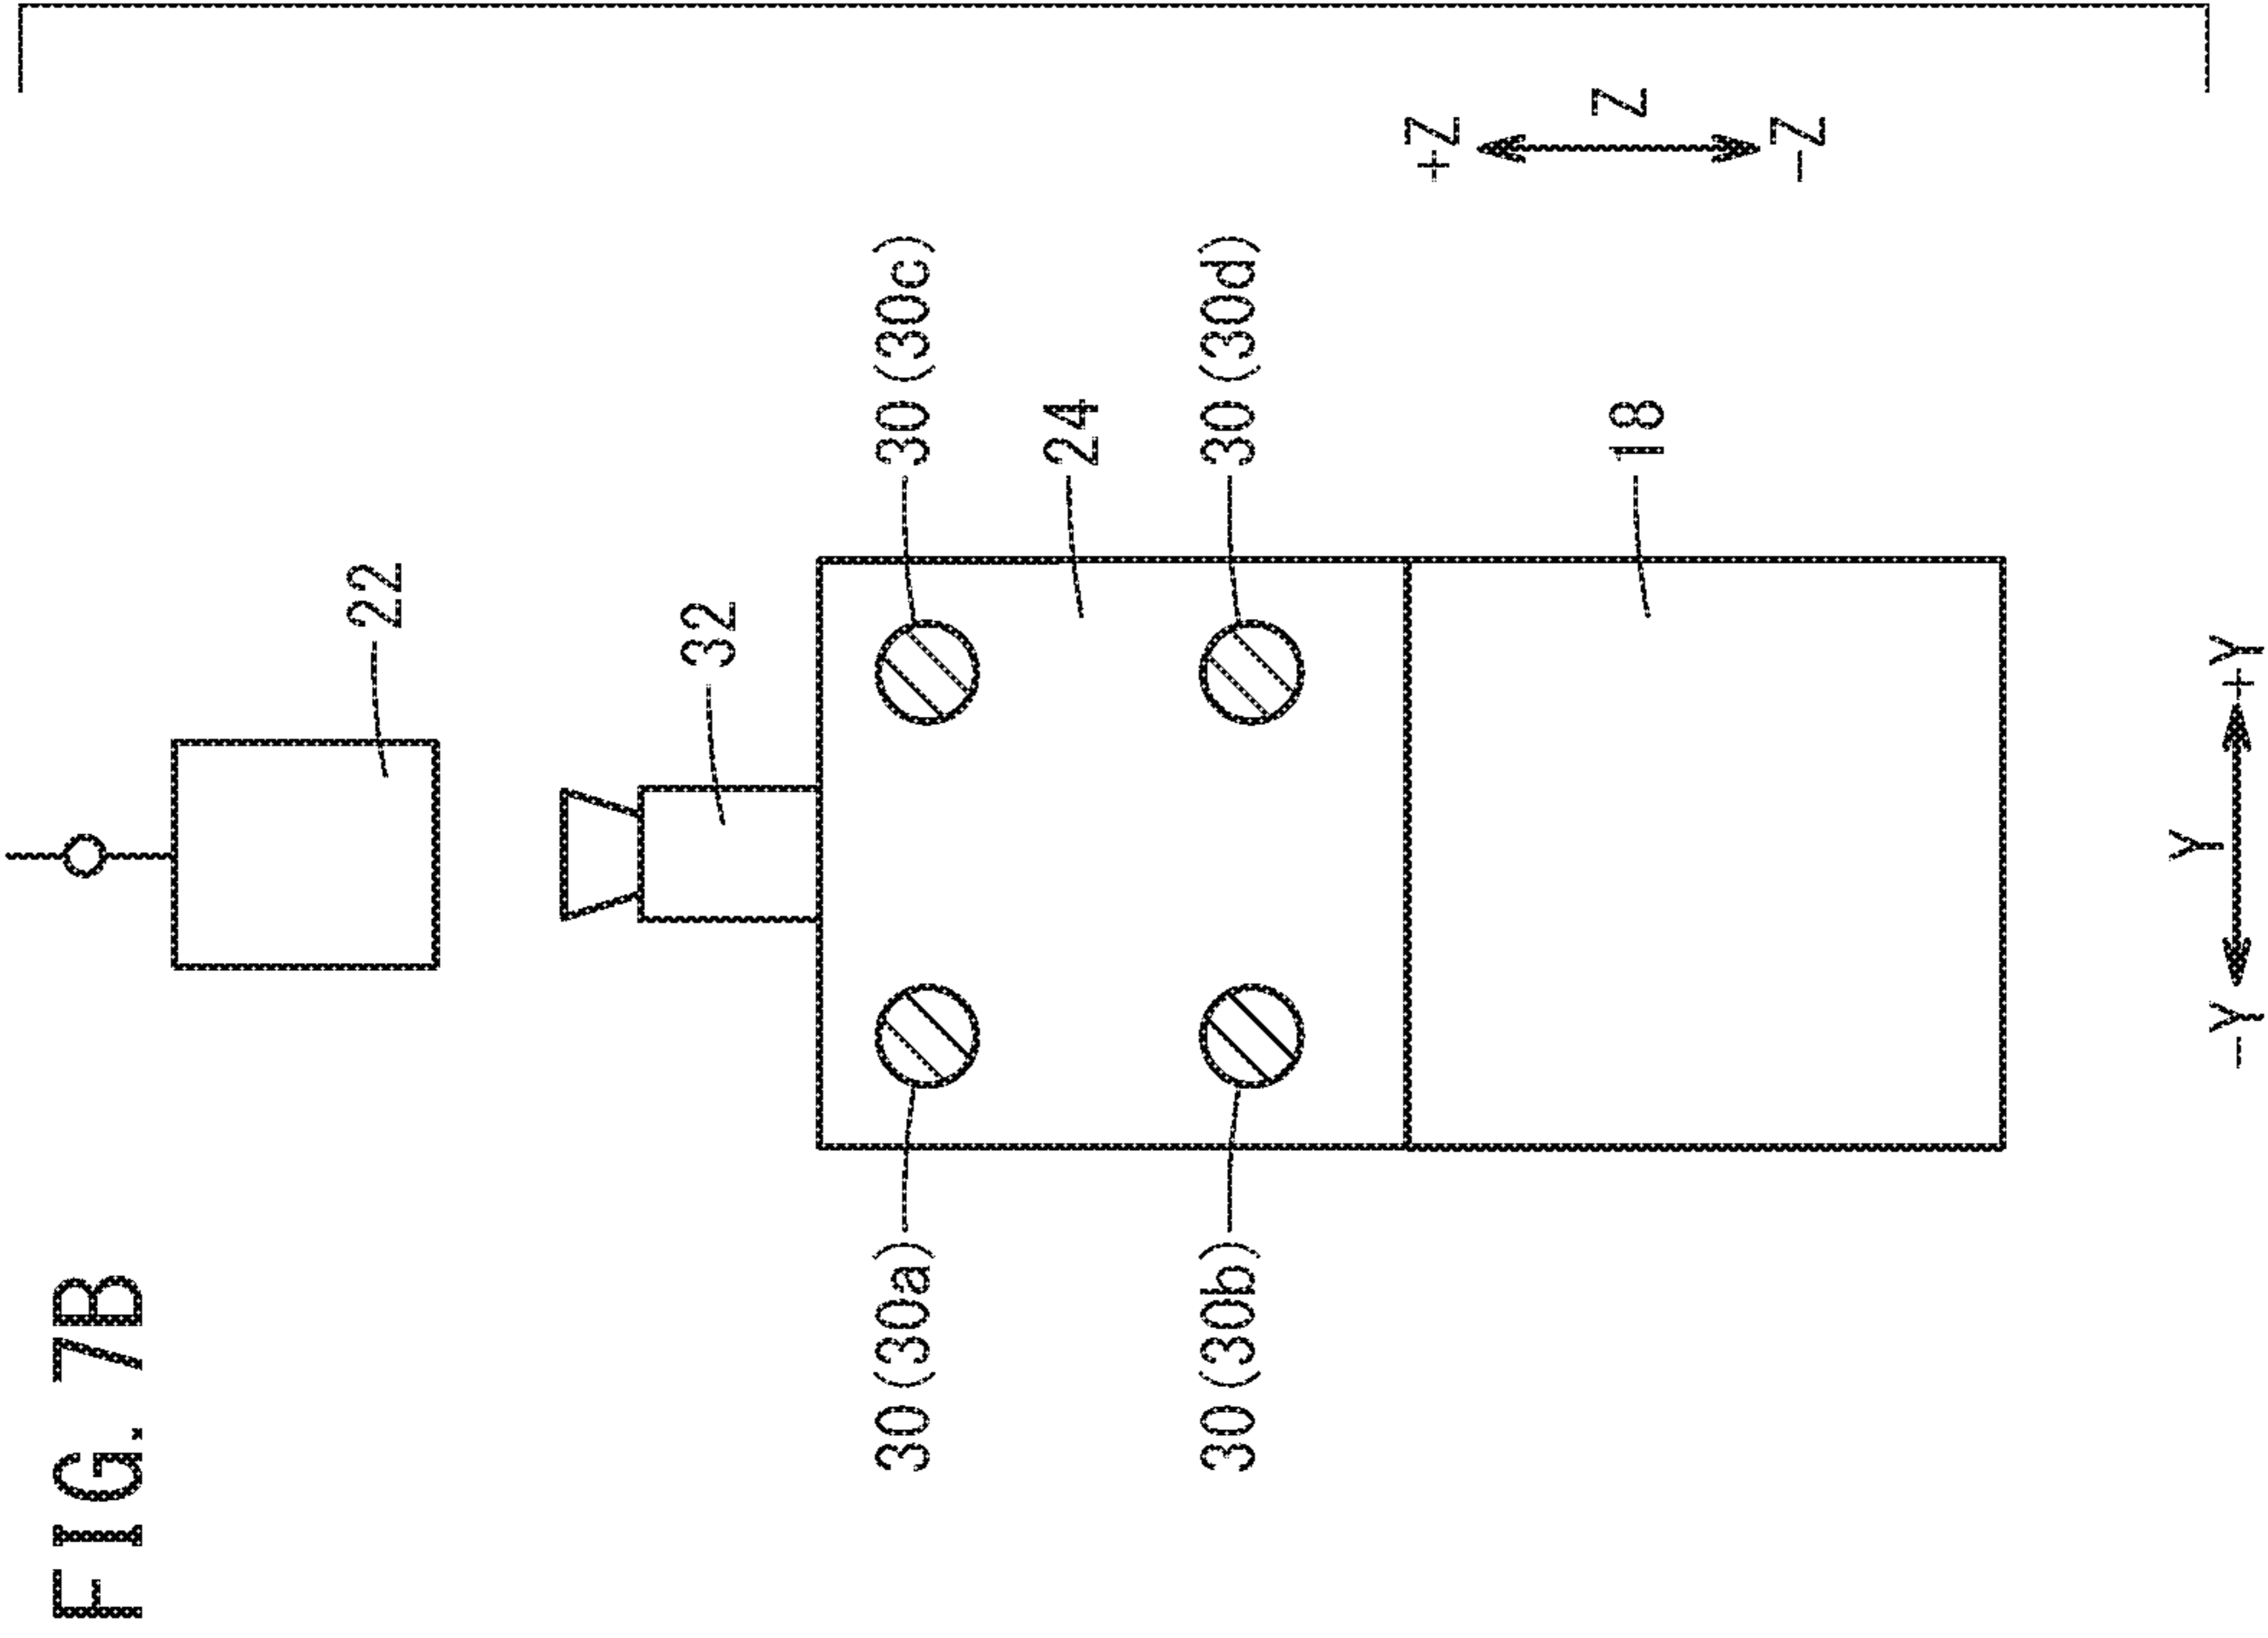 FIG. 7B
22
32
30(30a)
30(30c)
24
30(30b)
30(30d)
+Z
Z
18
−Z
Y
−Y
+Y